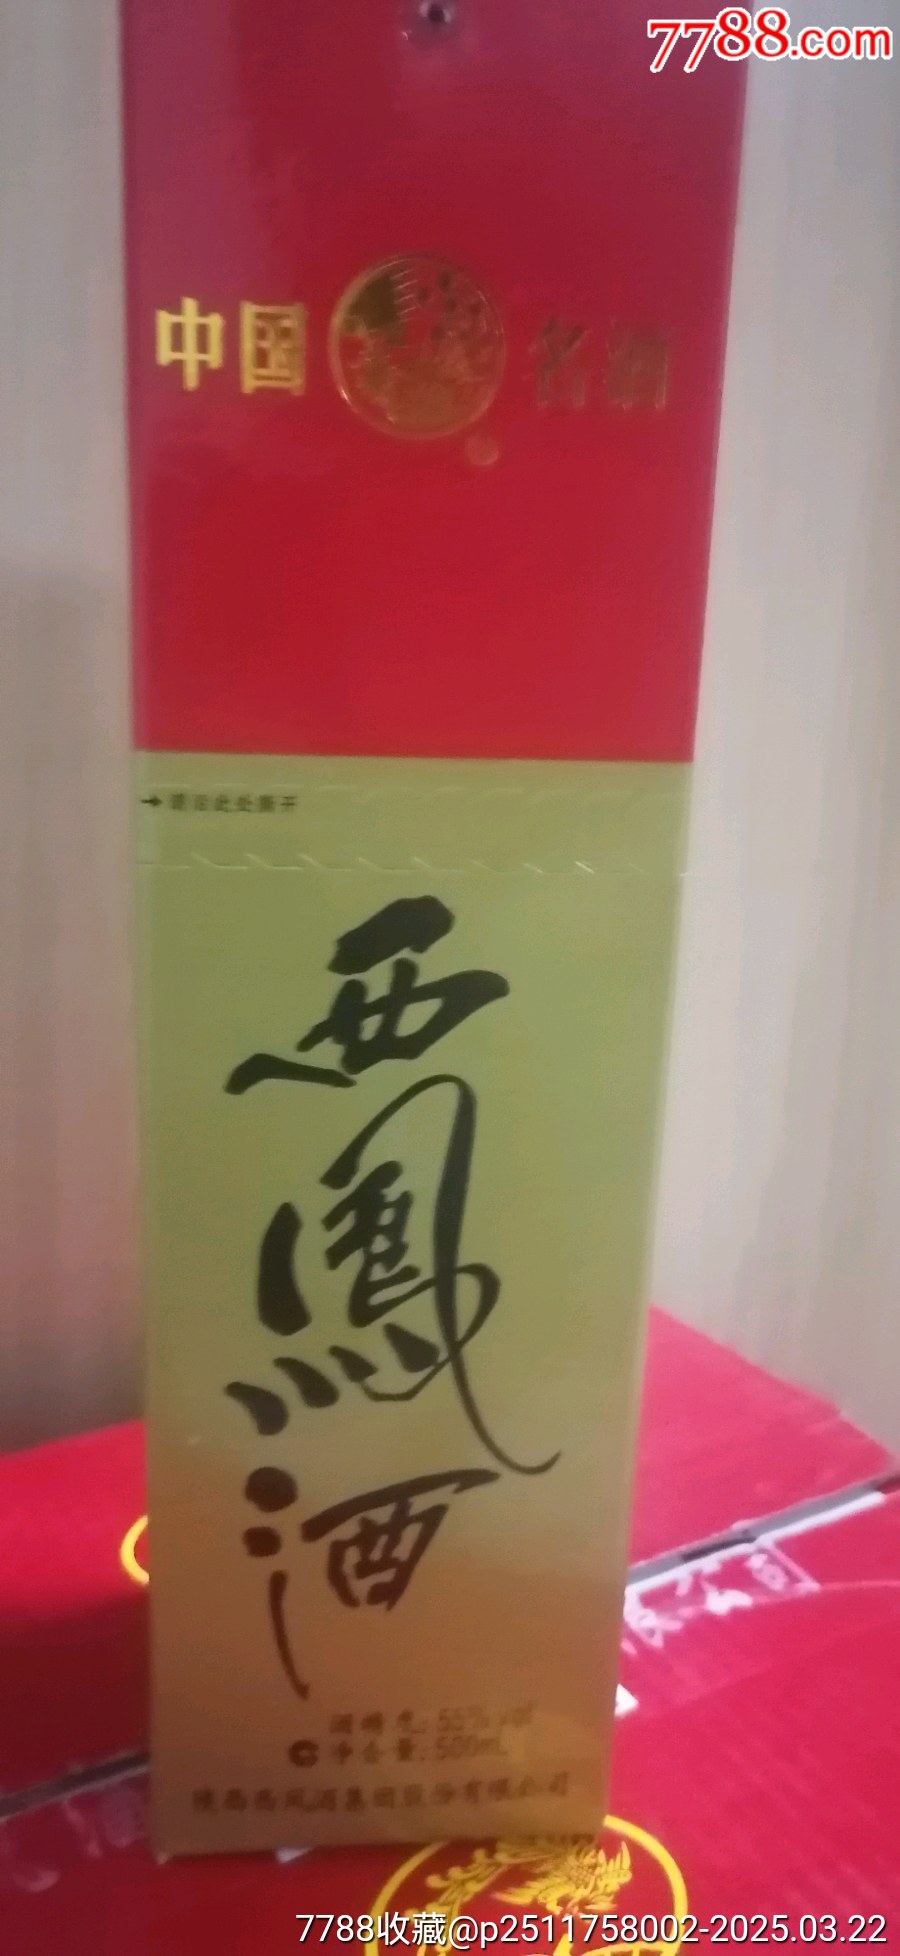 7788.com
中国 名酒
→请沿此处撕开
西鳳酒
酒精度:55%vol
净含量:500mL
陕西西凤酒集团股份有限公司
7788收藏@p2511758002-2025.03.22